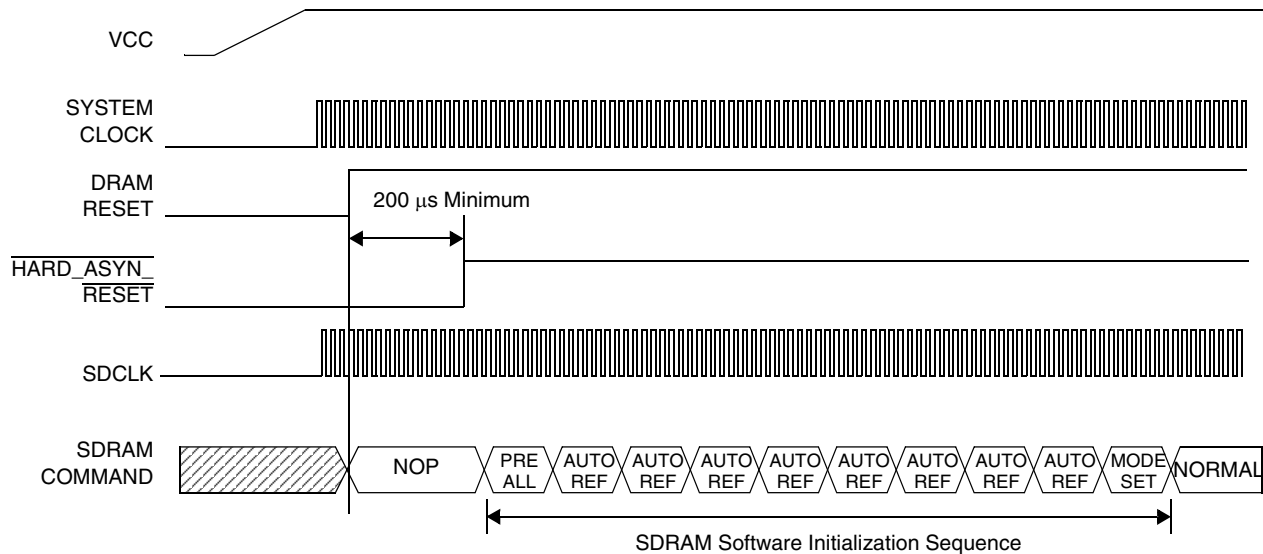 VCC
SYSTEM
CLOCK
DRAM
RESET
200 μs Minimum
HARD_ASYN_
RESET
SDCLK
SDRAM
COMMAND
NOP
PRE
ALL
AUTO
REF
AUTO
REF
AUTO
REF
AUTO
REF
AUTO
REF
AUTO
REF
AUTO
REF
AUTO
REF
MODE
SET
NORMAL
SDRAM Software Initialization Sequence